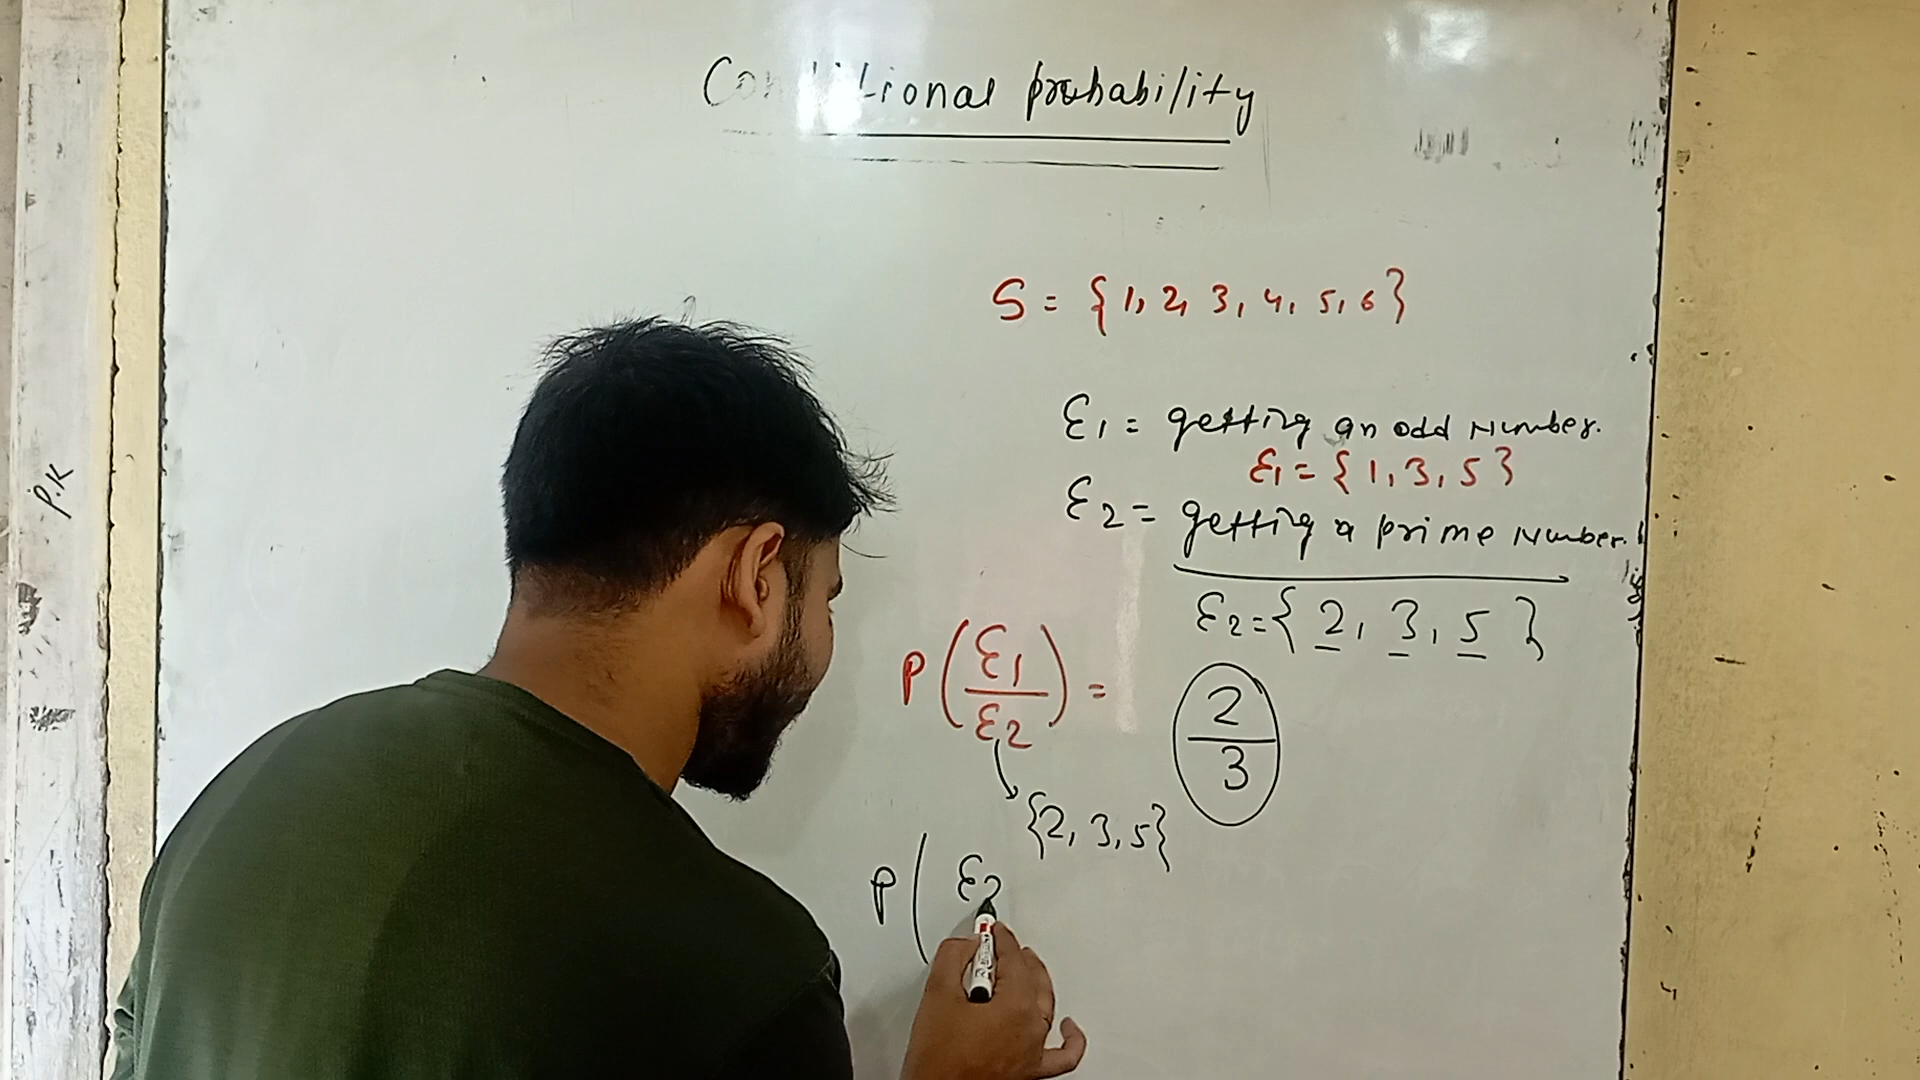 Conditional probability
S = {1, 2, 3, 4, 5, 6}
E1 = getting an odd Number.
E1 = {1, 3, 5}
E2 = getting a prime Number.
E2 = {2, 3, 5}
P(E1/E2) = 2/3
{2, 3, 5}
P(E2
P.K